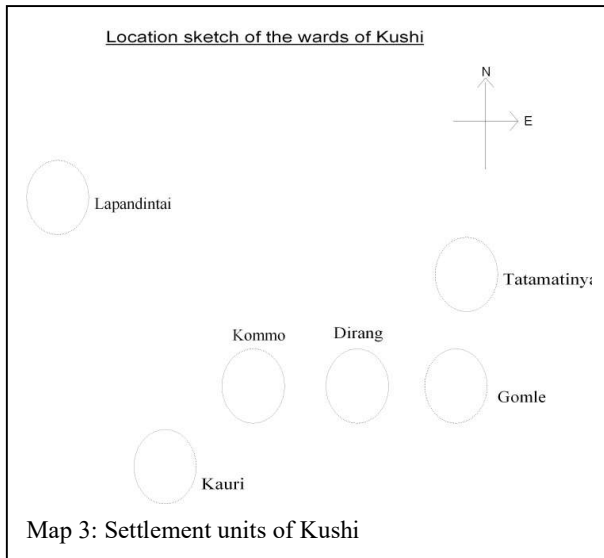 Location sketch of the wards of Kushi
N
E
Lapandintai
Tatamatinya
Kommo
Dirang
Gomle
Kauri
Map 3: Settlement units of Kushi